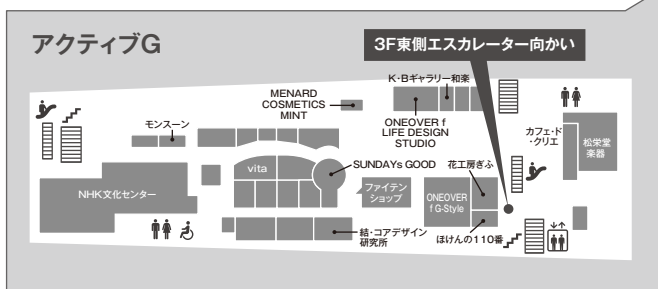 アクティブG
3F東側エスカレーター向かい
K・Bギャラリー和楽
MENARD
COSMETICS
MINT
ONEOVER f
LIFE DESIGN
STUDIO
モンスーン
カフェ・ド
・クリエ
松栄堂
楽器
SUNDAYs GOOD
花工房ぎふ
vita
NHK文化センター
ファイテン
ショップ
ONEOVER
f G-Style
結・コアデザイン
研究所
ほけんの110番